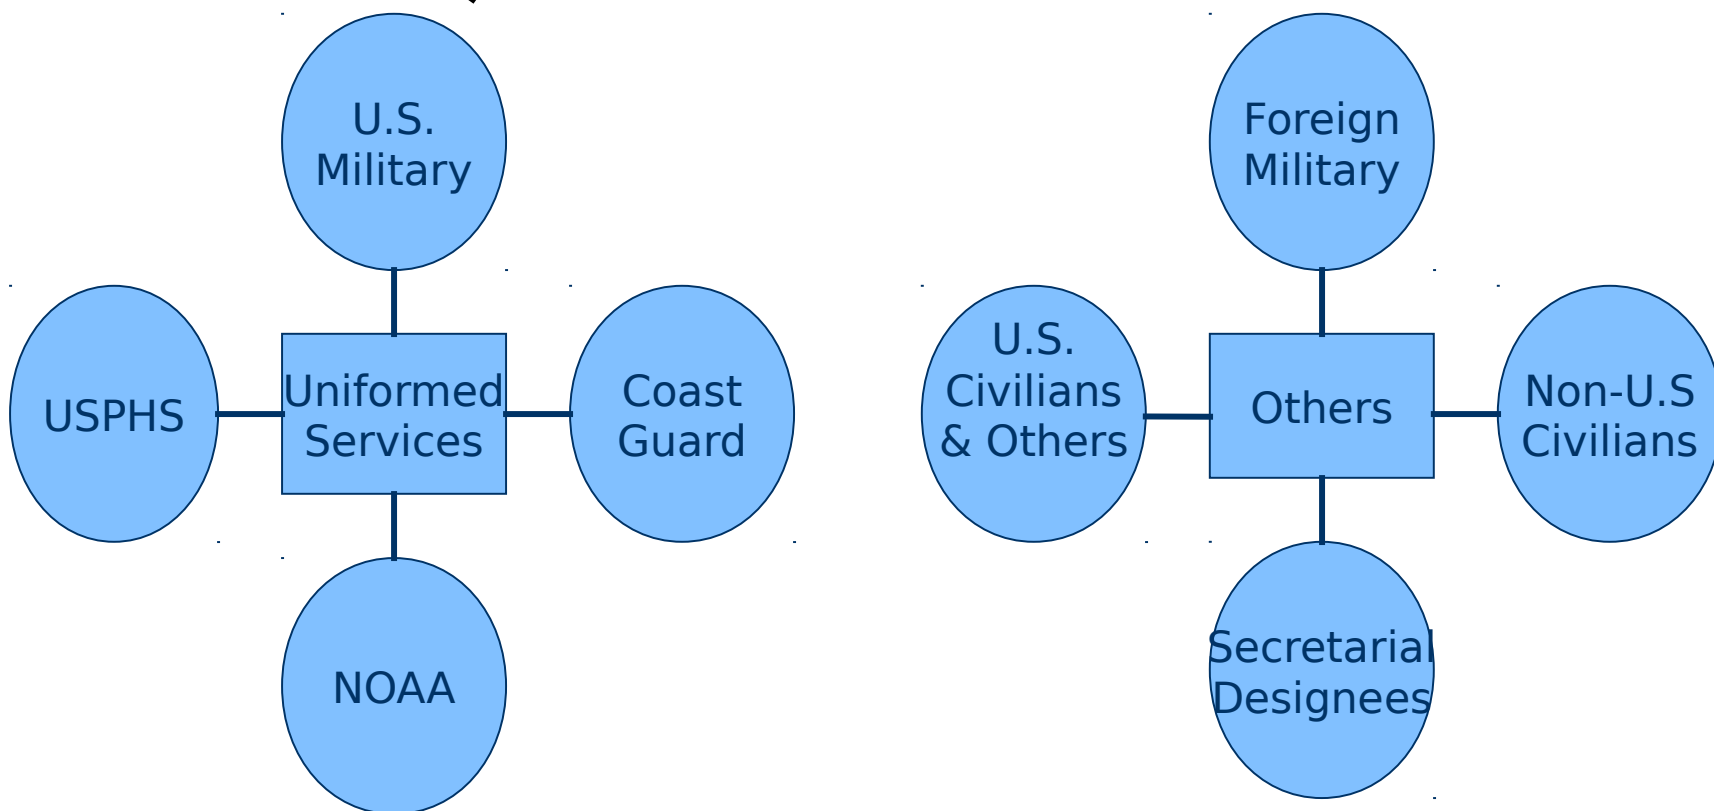 U.S.
Military
USPHS
Uniformed
Services
Coast
Guard
NOAA
Foreign
Military
U.S.
Civilians
& Others
Others
Non-U.S
Civilians
Secretarial
Designees